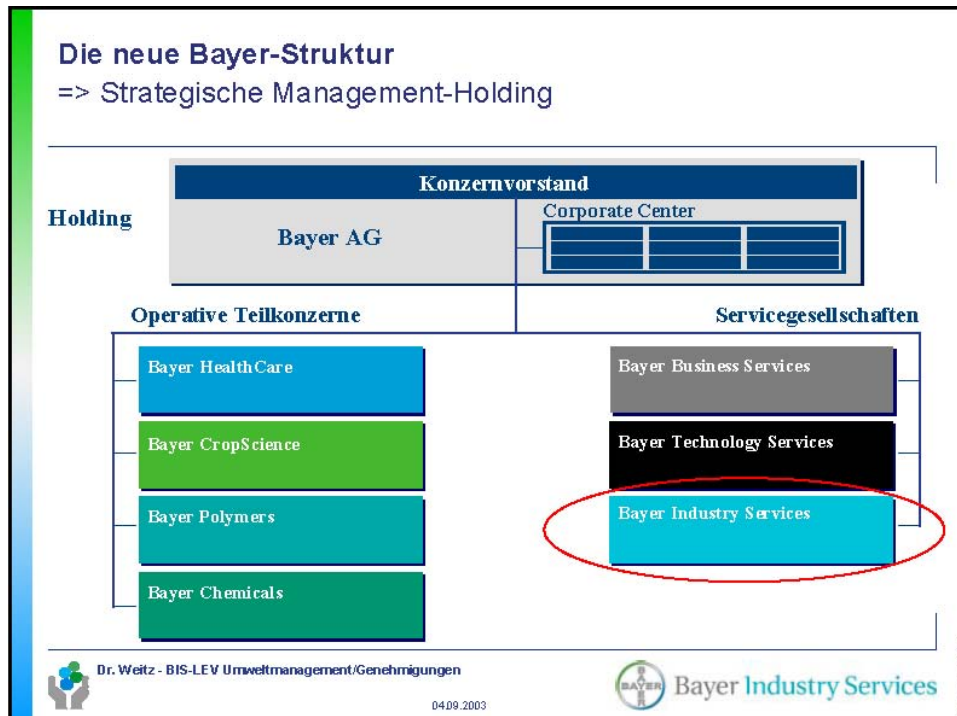 Die neue Bayer-Struktur
=> Strategische Management-Holding
Konzernvorstand
Holding
Bayer AG
Corporate Center
Operative Teilkonzerne
Servicegesellschaften
Bayer HealthCare
Bayer CropScience
Bayer Polymers
Bayer Chemicals
Bayer Business Services
Bayer Technology Services
Bayer Industry Services
Dr. Weitz - BIS-LEV Umweltmanagement/Genehmigungen
04.09.2003
BAYER
BAYER
Bayer Industry Services